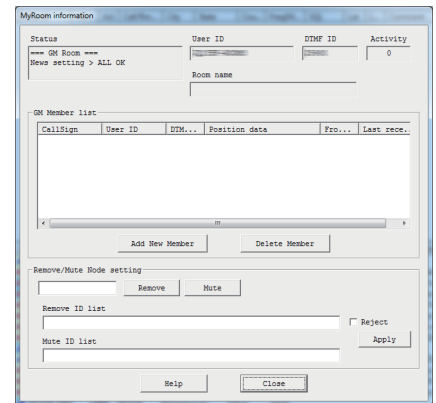 MyRoom information
Status
User ID
DTMF ID
Activity
=== GM Room ===
News setting > ALL OK
0
Room name
GM Member list
CallSign
User ID
DTM...
Position data
Fro...
Last rece..
Add New Member
Delete Member
Remove/Mute Node setting
Remove
Mute
Remove ID list
Reject
Apply
Mute ID list
Help
Close